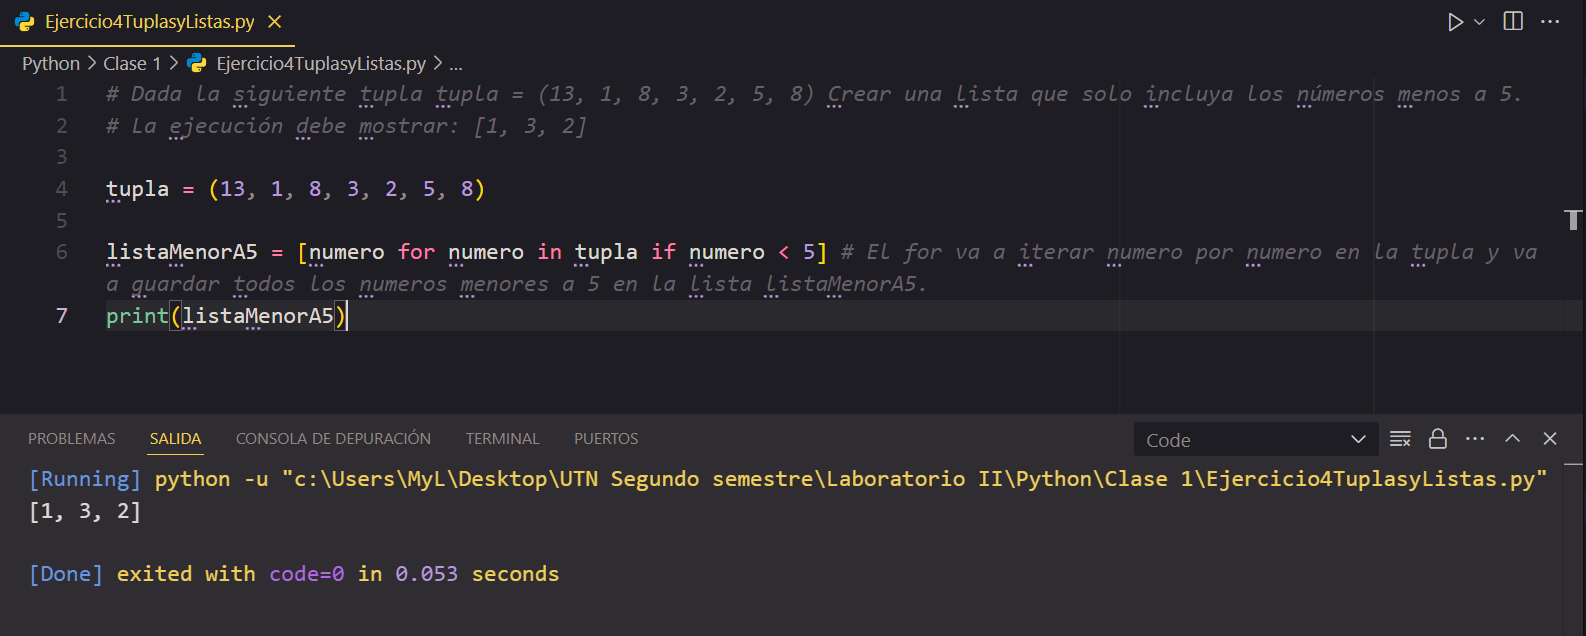 Ejercicio4TuplasyListas.py
Python > Clase 1 > Ejercicio4TuplasyListas.py > ...
1 # Dada la siguiente tupla tupla = (13, 1, 8, 3, 2, 5, 8) Crear una lista que solo incluya los números menos a 5.
2 # La ejecución debe mostrar: [1, 3, 2]
3
4 tupla = (13, 1, 8, 3, 2, 5, 8)
5
6 listaMenorA5 = [numero for numero in tupla if numero < 5] # El for va a iterar numero por numero en la tupla y va
a guardar todos los numeros menores a 5 en la lista listaMenorA5.
7 print(listaMenorA5)
PROBLEMAS SALIDA CONSOLA DE DEPURACIÓN TERMINAL PUERTOS Code
[Running] python -u "c:\Users\MyL\Desktop\UTN Segundo semestre\Laboratorio II\Python\Clase 1\Ejercicio4TuplasyListas.py"
[1, 3, 2]
[Done] exited with code=0 in 0.053 seconds